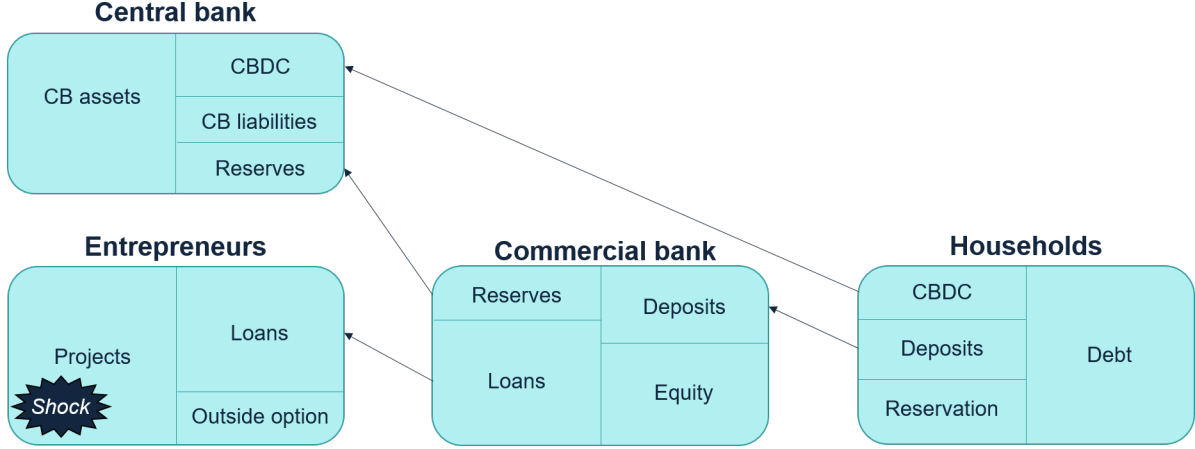 Central bank
CB assets
CBDC
CB liabilities
Reserves
Entrepreneurs
Projects
Shock
Loans
Outside option
Commercial bank
Reserves
Loans
Deposits
Equity
Households
CBDC
Deposits
Reservation
Debt